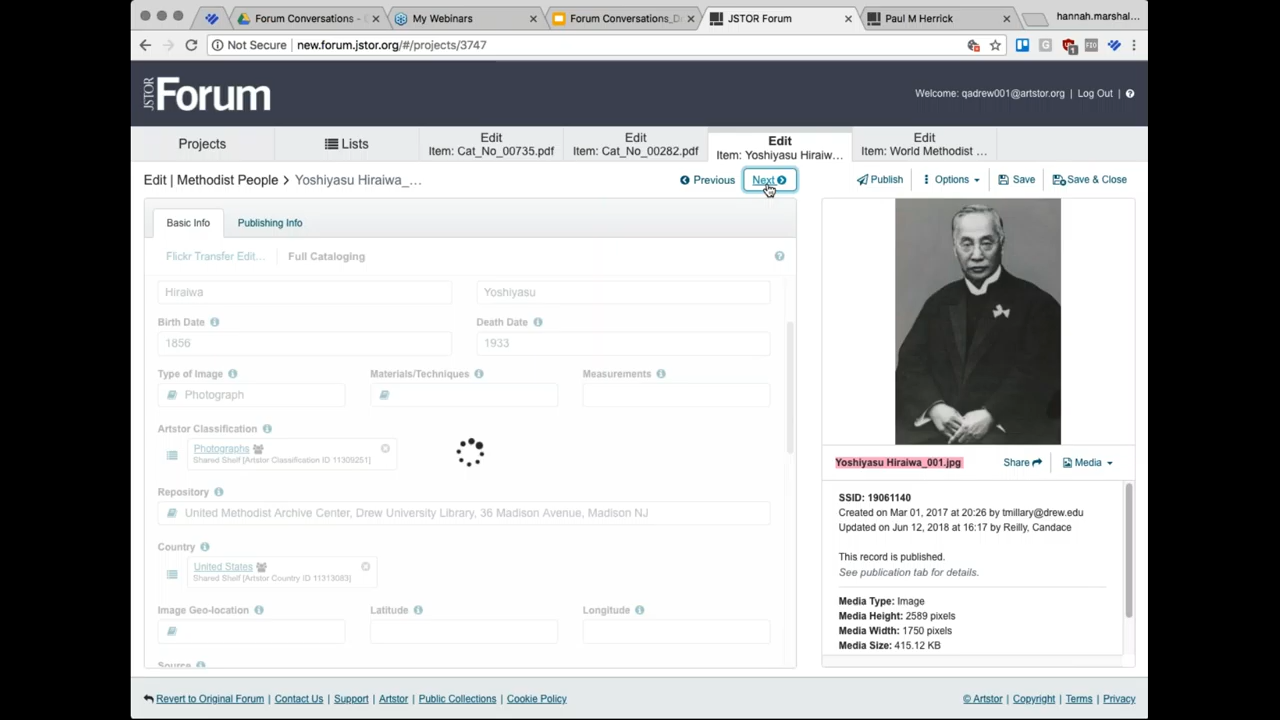 Forum Conversations -
My Webinars
Forum Conversations_D
JSTOR Forum
Paul M Herrick
hannah.marshal...
Not Secure | new.forum.jstor.org/#/projects/3747
JSTOR Forum
Welcome: qadrew001@artstor.org | Log Out |
Projects
Lists
Edit
Item: Cat_No_00735.pdf
Edit
Item: Cat_No_00282.pdf
Edit
Item: Yoshiyasu Hiraiw...
Edit
Item: World Methodist ...
Edit | Methodist People > Yoshiyasu Hiraiwa_...
Previous
Next
Publish
Options
Save
Save & Close
Basic Info
Publishing Info
Flickr Transfer Edit...
Full Cataloging
Hiraiwa
Yoshiyasu
Birth Date
Death Date
1856
1933
Type of Image
Materials/Techniques
Measurements
Photograph
Artstor Classification
Photographs
Shared Shelf [Artstor Classification ID 11309251]
Repository
United Methodist Archive Center, Drew University Library, 36 Madison Avenue, Madison NJ
Country
United States
Shared Shelf [Artstor Country ID 11313083]
Image Geo-location
Latitude
Longitude
Source
Yoshiyasu Hiraiwa_001.jpg
Share
Media
SSID: 19061140
Created on Mar 01, 2017 at 20:26 by tmillary@drew.edu
Updated on Jun 12, 2018 at 16:17 by Reilly, Candace
This record is published.
See publication tab for details.
Media Type: Image
Media Height: 2589 pixels
Media Width: 1750 pixels
Media Size: 415.12 KB
Revert to Original Forum | Contact Us | Support | Artstor | Public Collections | Cookie Policy
© Artstor | Copyright | Terms | Privacy